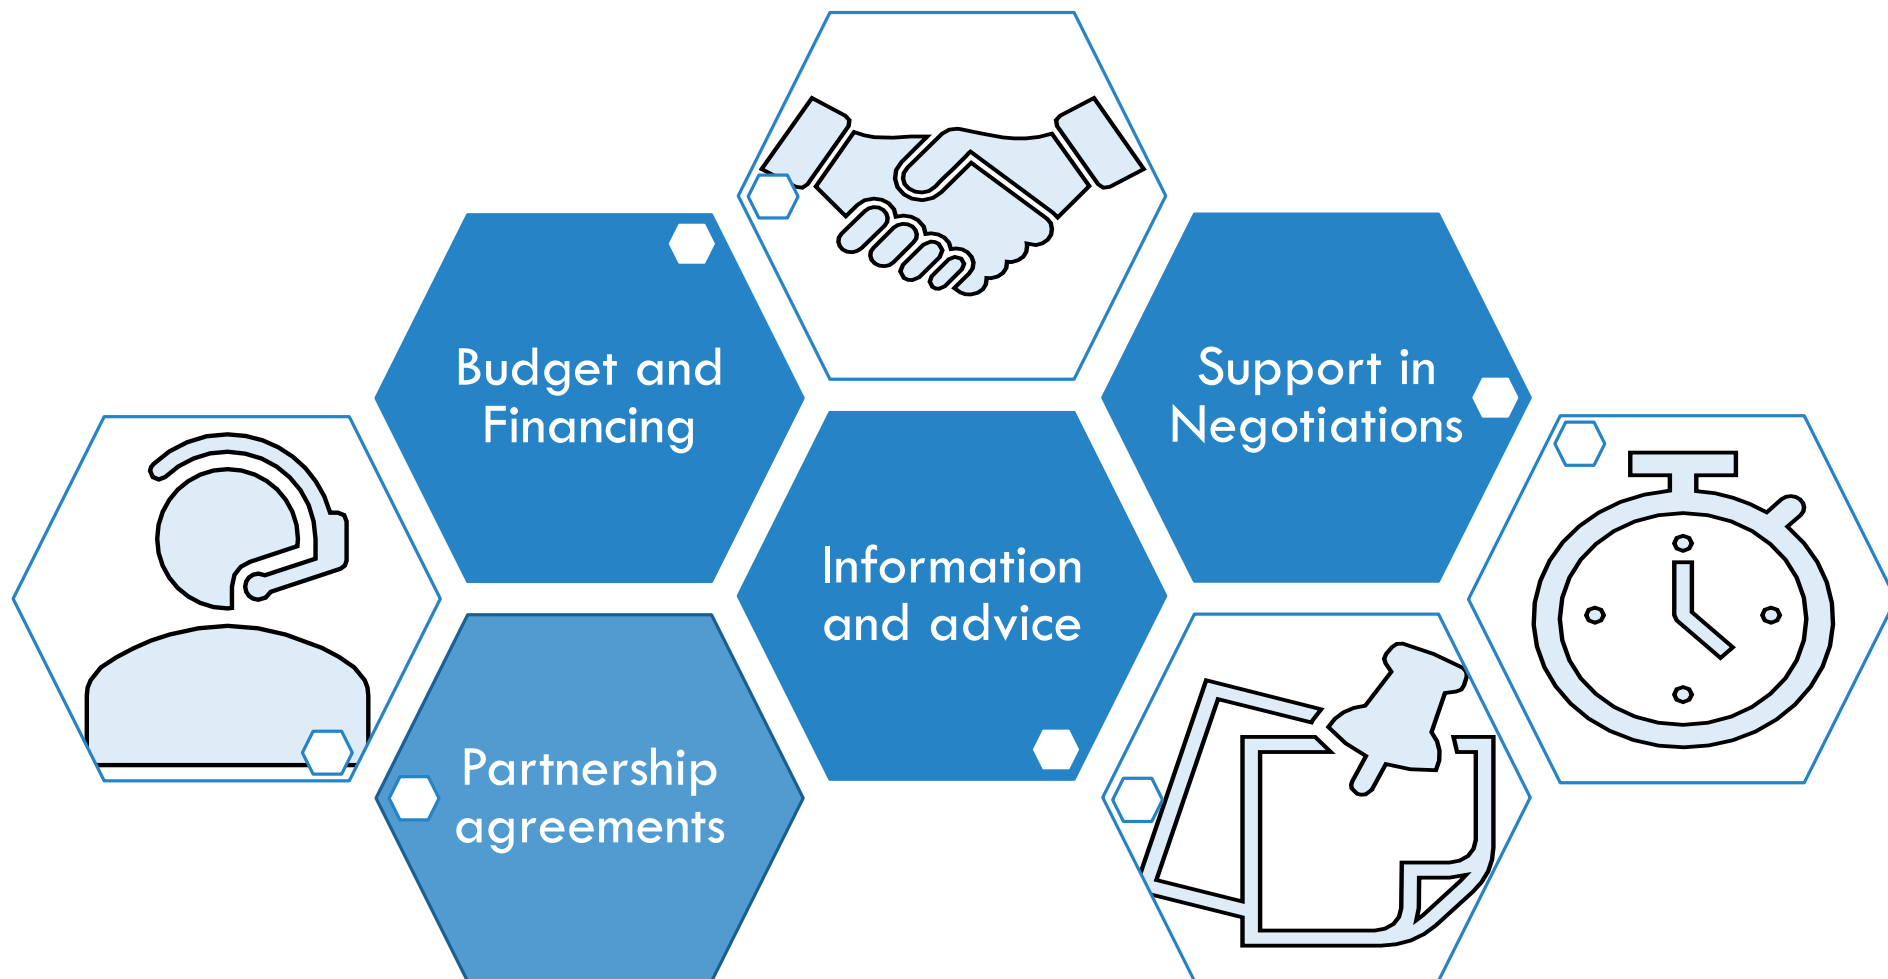 Budget and
Financing
Support in
Negotiations
Information
and advice
Partnership
agreements